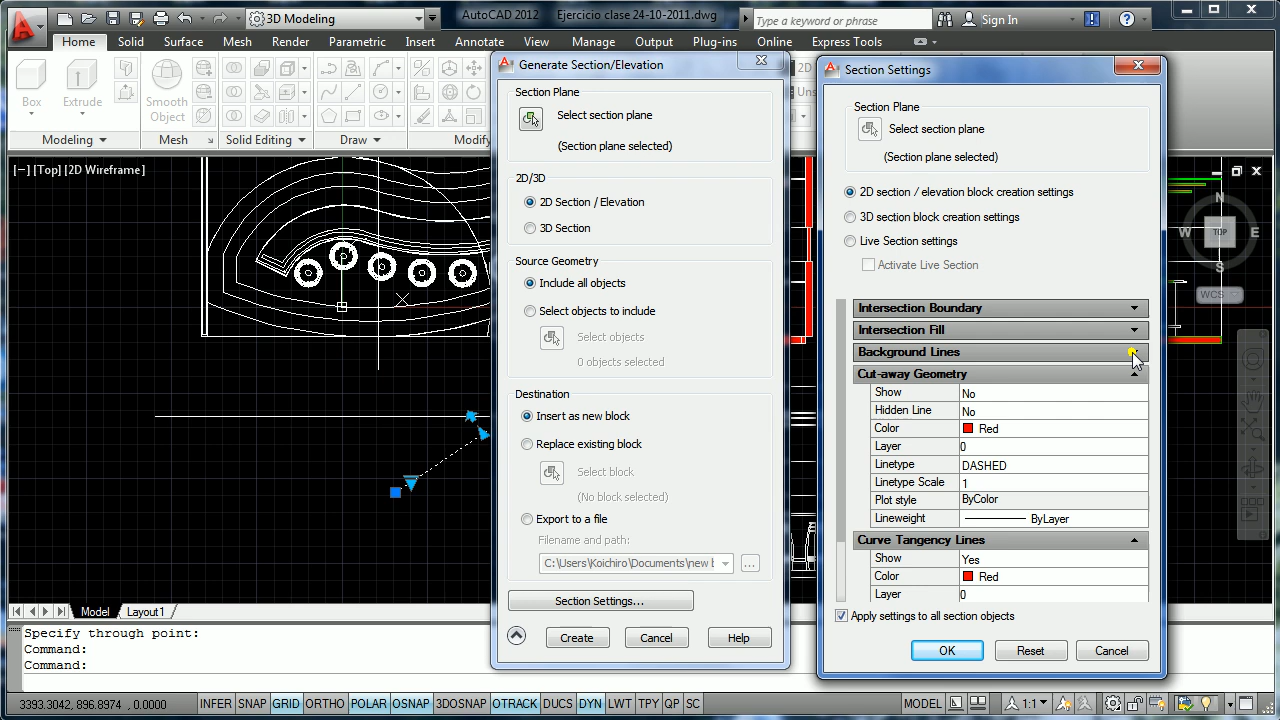 3D Modeling
AutoCAD 2012
Ejercicio clase 24-10-2011.dwg
Type a keyword or phrase
Sign In
Home Solid Surface Mesh Render Parametric Insert Annotate View Manage Output Plug-ins Online Express Tools
Box
Extrude
Smooth
Object
Modeling
Mesh
Solid Editing
Modify
[−] [Top] [2D Wireframe]
Generate Section/Elevation
Section Plane
Select section plane
(Section plane selected)
2D/3D
2D Section / Elevation
3D Section
Source Geometry
Include all objects
Select objects to include
Select objects
0 objects selected
Destination
Insert as new block
Replace existing block
Select block
(No block selected)
Export to a file
Filename and path:
C:\Users\Koichiro\Documents\new b
...
Section Settings...
Create
Cancel
Help
Section Settings
Section Plane
Select section plane
(Section plane selected)
2D section / elevation block creation settings
3D section block creation settings
Live Section settings
Activate Live Section
Intersection Boundary
Intersection Fill
Background Lines
Cut-away Geometry
Show No
Hidden Line No
Color Red
Layer 0
Linetype DASHED
Linetype Scale 1
Plot style ByColor
Lineweight ByLayer
Curve Tangency Lines
Show Yes
Color Red
Layer 0
Apply settings to all section objects
OK
Reset
Cancel
N
W TOP E
S
WCS
Model Layout1
Specify through point:
Command:
Command:
3393.3042, 896.8974 , 0.0000
INFER SNAP GRID ORTHO POLAR OSNAP 3DOSNAP OTRACK DUCS DYN LWT TPY QP SC
MODEL
1:1